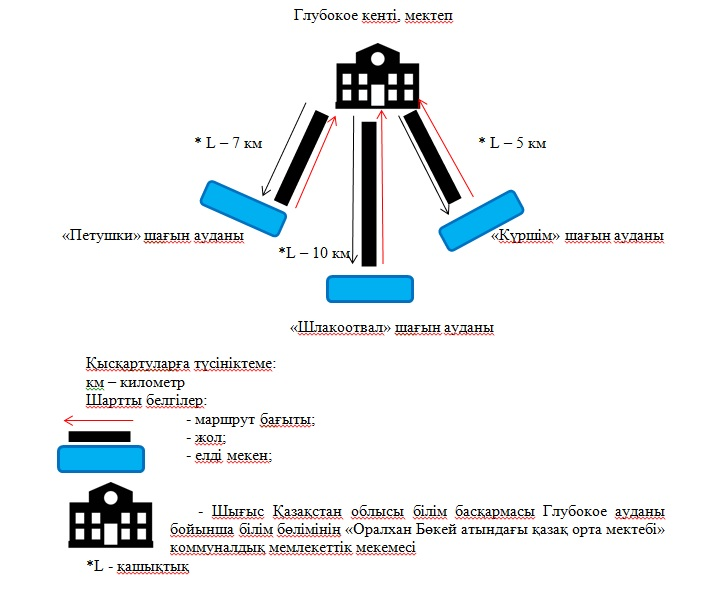 Глубокое кенті, мектеп
* L – 7 км
* L – 5 км
«Петушки» шағын ауданы
«Күршім» шағын ауданы
*L – 10 км
«Шлакоотвал» шағын ауданы
Қысқартуларға түсініктеме:
км – километр
Шартты белгілер:
- маршрут бағыты;
- жол;
- елді мекен;
- Шығыс Қазақстан облысы білім басқармасы Глубокое ауданы
бойынша білім бөлімінің «Оралхан Бөкей атындағы қазақ орта мектебі»
коммуналдық мемлекеттік мекемесі
*L - қашықтық